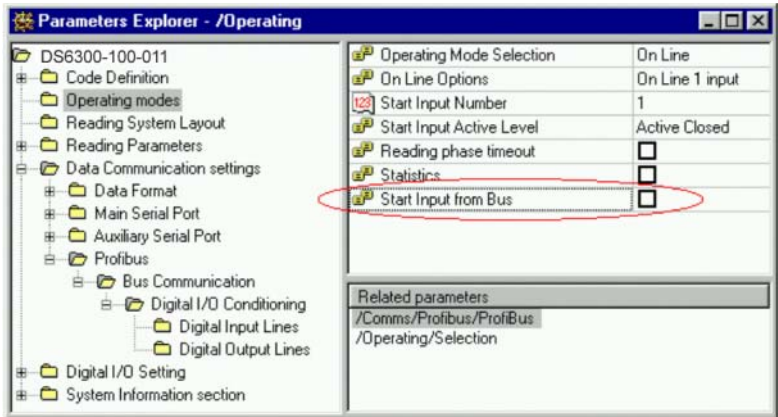 Parameters Explorer - /Operating
DS6300-100-011
Code Definition
Operating modes
Reading System Layout
Reading Parameters
Data Communication settings
Data Format
Main Serial Port
Auxiliary Serial Port
Profibus
Bus Communication
Digital I/O Conditioning
Digital Input Lines
Digital Output Lines
Digital I/O Setting
System Information section
Operating Mode Selection On Line
On Line Options On Line 1 input
123 Start Input Number 1
Start Input Active Level Active Closed
Reading phase timeout
Statistics
Start Input from Bus
Related parameters
/Comms/Profibus/ProfiBus
/Operating/Selection